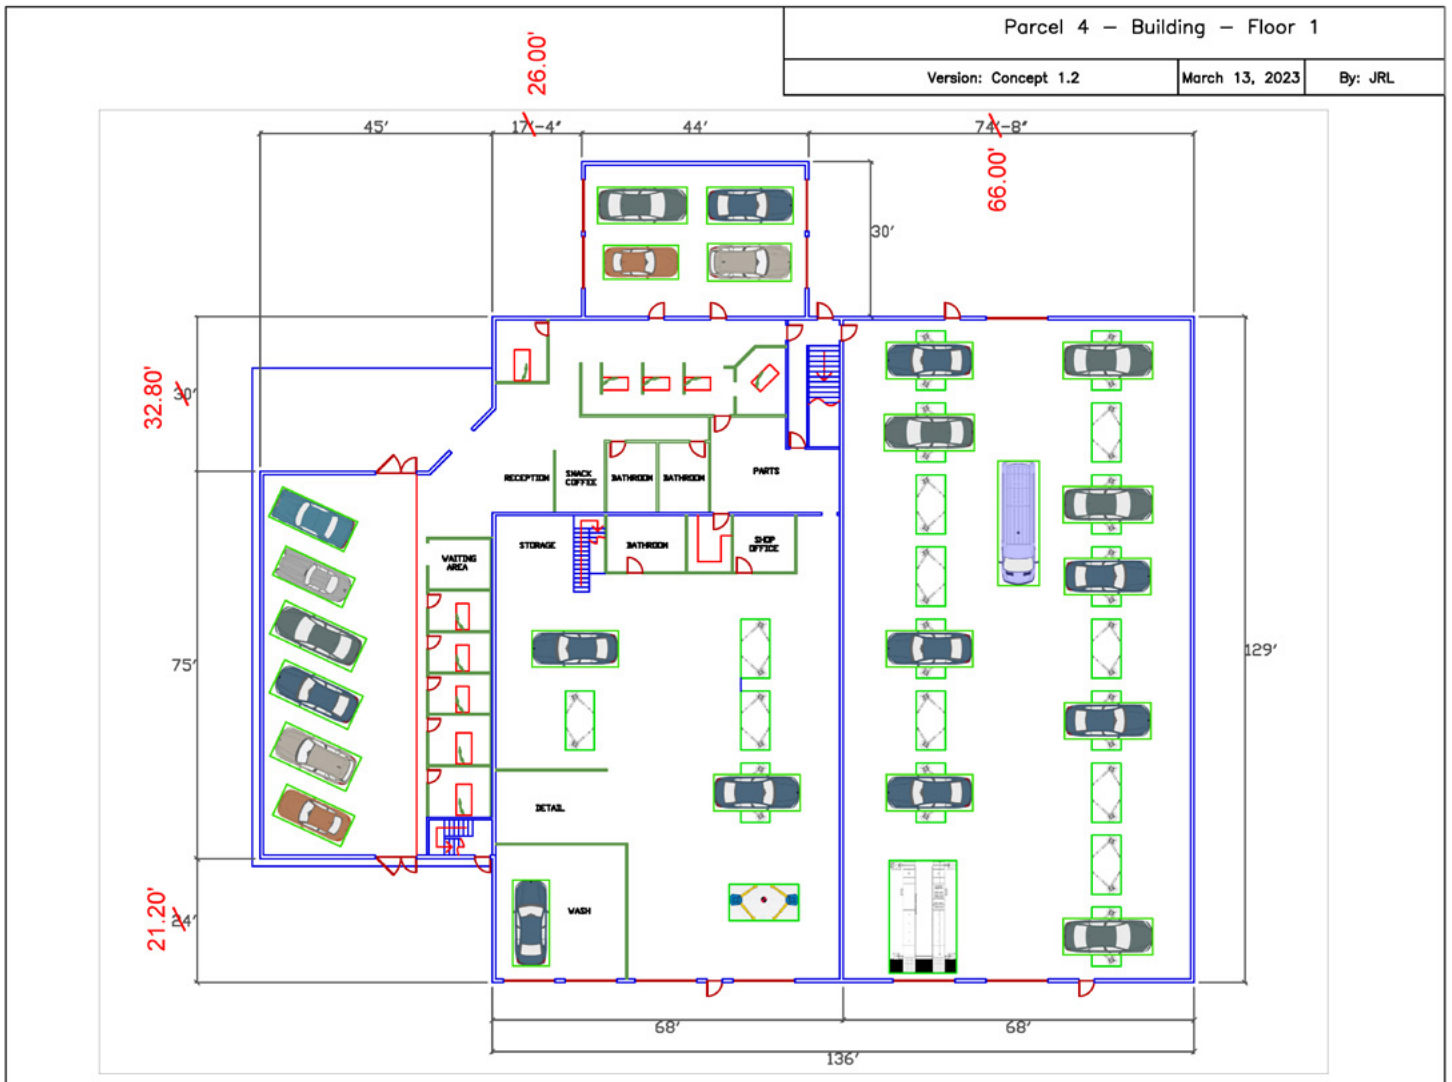 Parcel 4 – Building – Floor 1
Version: Concept 1.2
March 13, 2023
By: JRL
26.00'
45'
17'-4"
44'
74'-8"
66.00'
30'
32.80'
30'
RECEPTION
SNACK
COFFEE
BATHROOM
BATHROOM
PARTS
STORAGE
BATHROOM
SHOP
OFFICE
WAITING
AREA
75'
129'
DETAIL
WASH
21.20'
24'
68'
68'
136'